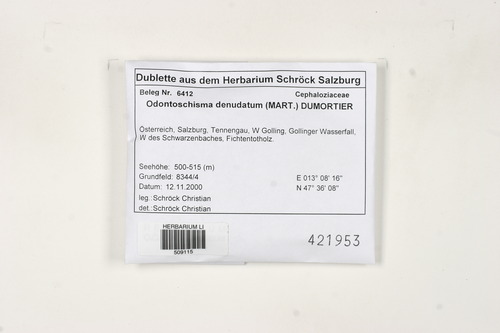 Dublette aus dem Herbarium Schröck Salzburg
Beleg Nr. 6412 Cephaloziaceae
Odontoschisma denudatum (MART.) DUMORTIER
Österreich, Salzburg, Tennengau, W Golling, Gollinger Wasserfall,
W des Schwarzenbaches, Fichtentotholz.
Seehöhe: 500-515 (m)
Grundfeld: 8344/4 E 013° 08' 16"
Datum: 12.11.2000 N 47° 36' 08"
leg.: Schröck Christian
det.: Schröck Christian
HERBARIUM LI
509115
421953